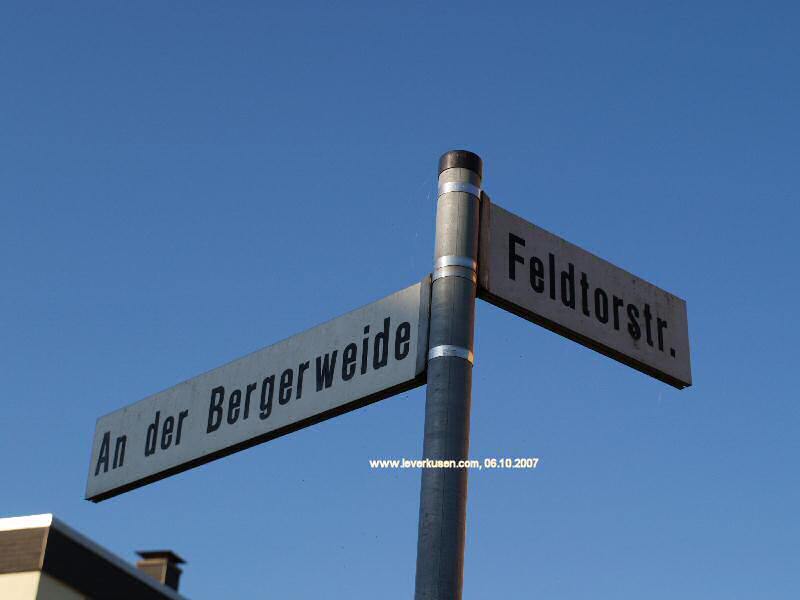 An der Bergerweide
Feldtorstr.
www.leverkusen.com, 06.10.2007